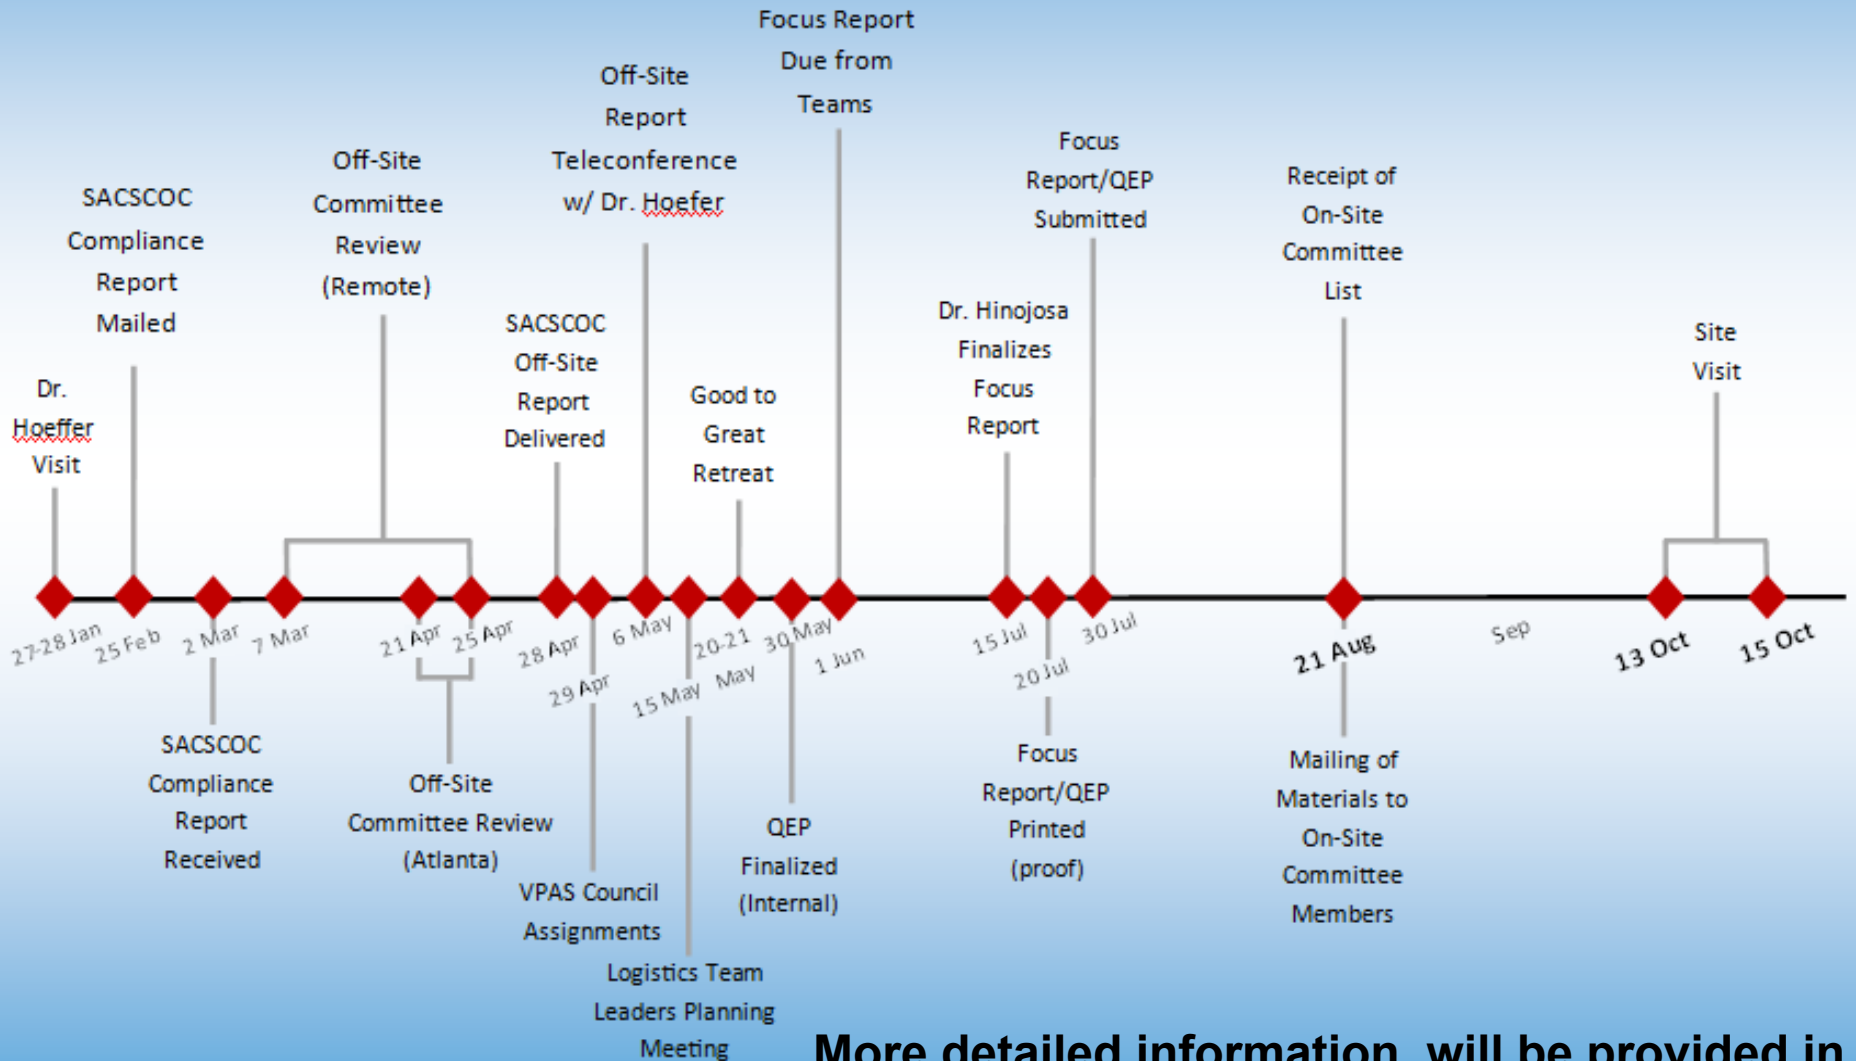 Focus Report
Due from
Teams
Off-Site
Report
Teleconference
w/ Dr. Hoefer
Focus
Report/QEP
Submitted
Off-Site
Committee
Review
(Remote)
Receipt of
On-Site
Committee
List
SACSCOC
Compliance
Report
Mailed
Dr. Hinojosa
Finalizes
Focus
Report
SACSCOC
Off-Site
Report
Delivered
Site
Visit
Dr.
Hoeffer
Visit
Good to
Great
Retreat
27-28 Jan
25 Feb
2 Mar
7 Mar
21 Apr
25 Apr
28 Apr
29 Apr
6 May
15 May
20-21
May
30 May
1 Jun
15 Jul
20 Jul
30 Jul
21 Aug
Sep
13 Oct
15 Oct
SACSCOC
Compliance
Report
Received
Off-Site
Committee Review
(Atlanta)
VPAS Council
Assignments
Logistics Team
Leaders Planning
Meeting
QEP
Finalized
(Internal)
Focus
Report/QEP
Printed
(proof)
Mailing of
Materials to
On-Site
Committee
Members
More detailed information will be provided in